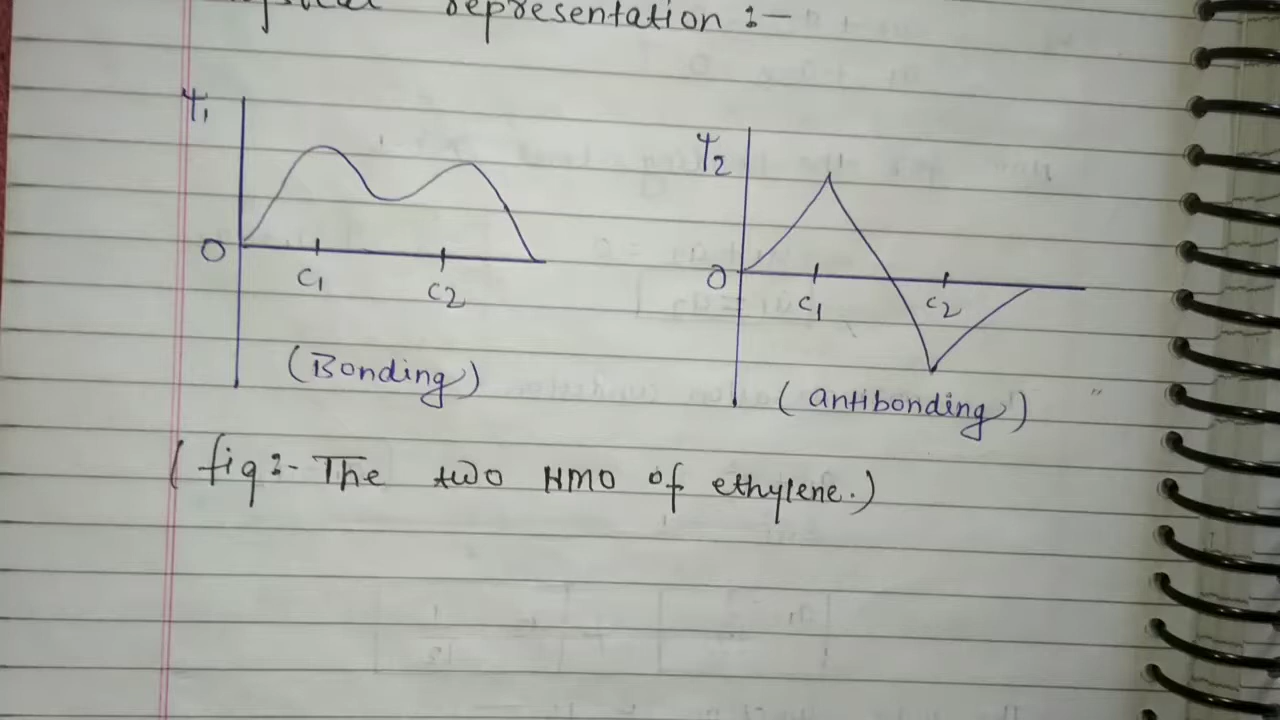 representation :-
Ψ1
Ψ2
0
C1
C2
0
C1
C2
(Bonding)
(antibonding)
(fig :- The two HMO of ethylene.)